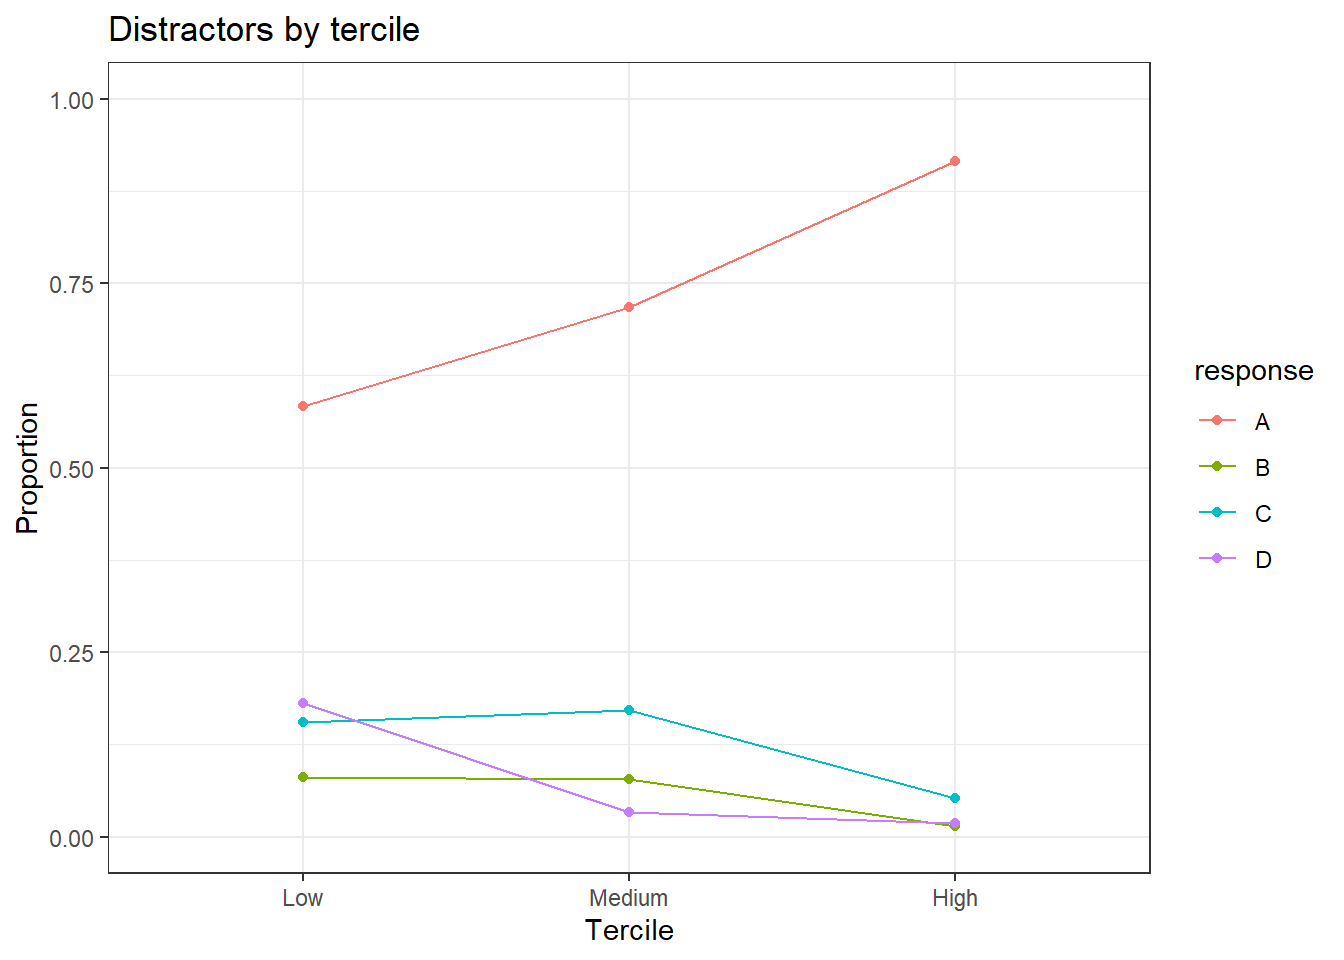 Distractors by tercile
1.00
0.75
0.50
0.25
0.00
Proportion
Low
Medium
High
Tercile
response
A
B
C
D